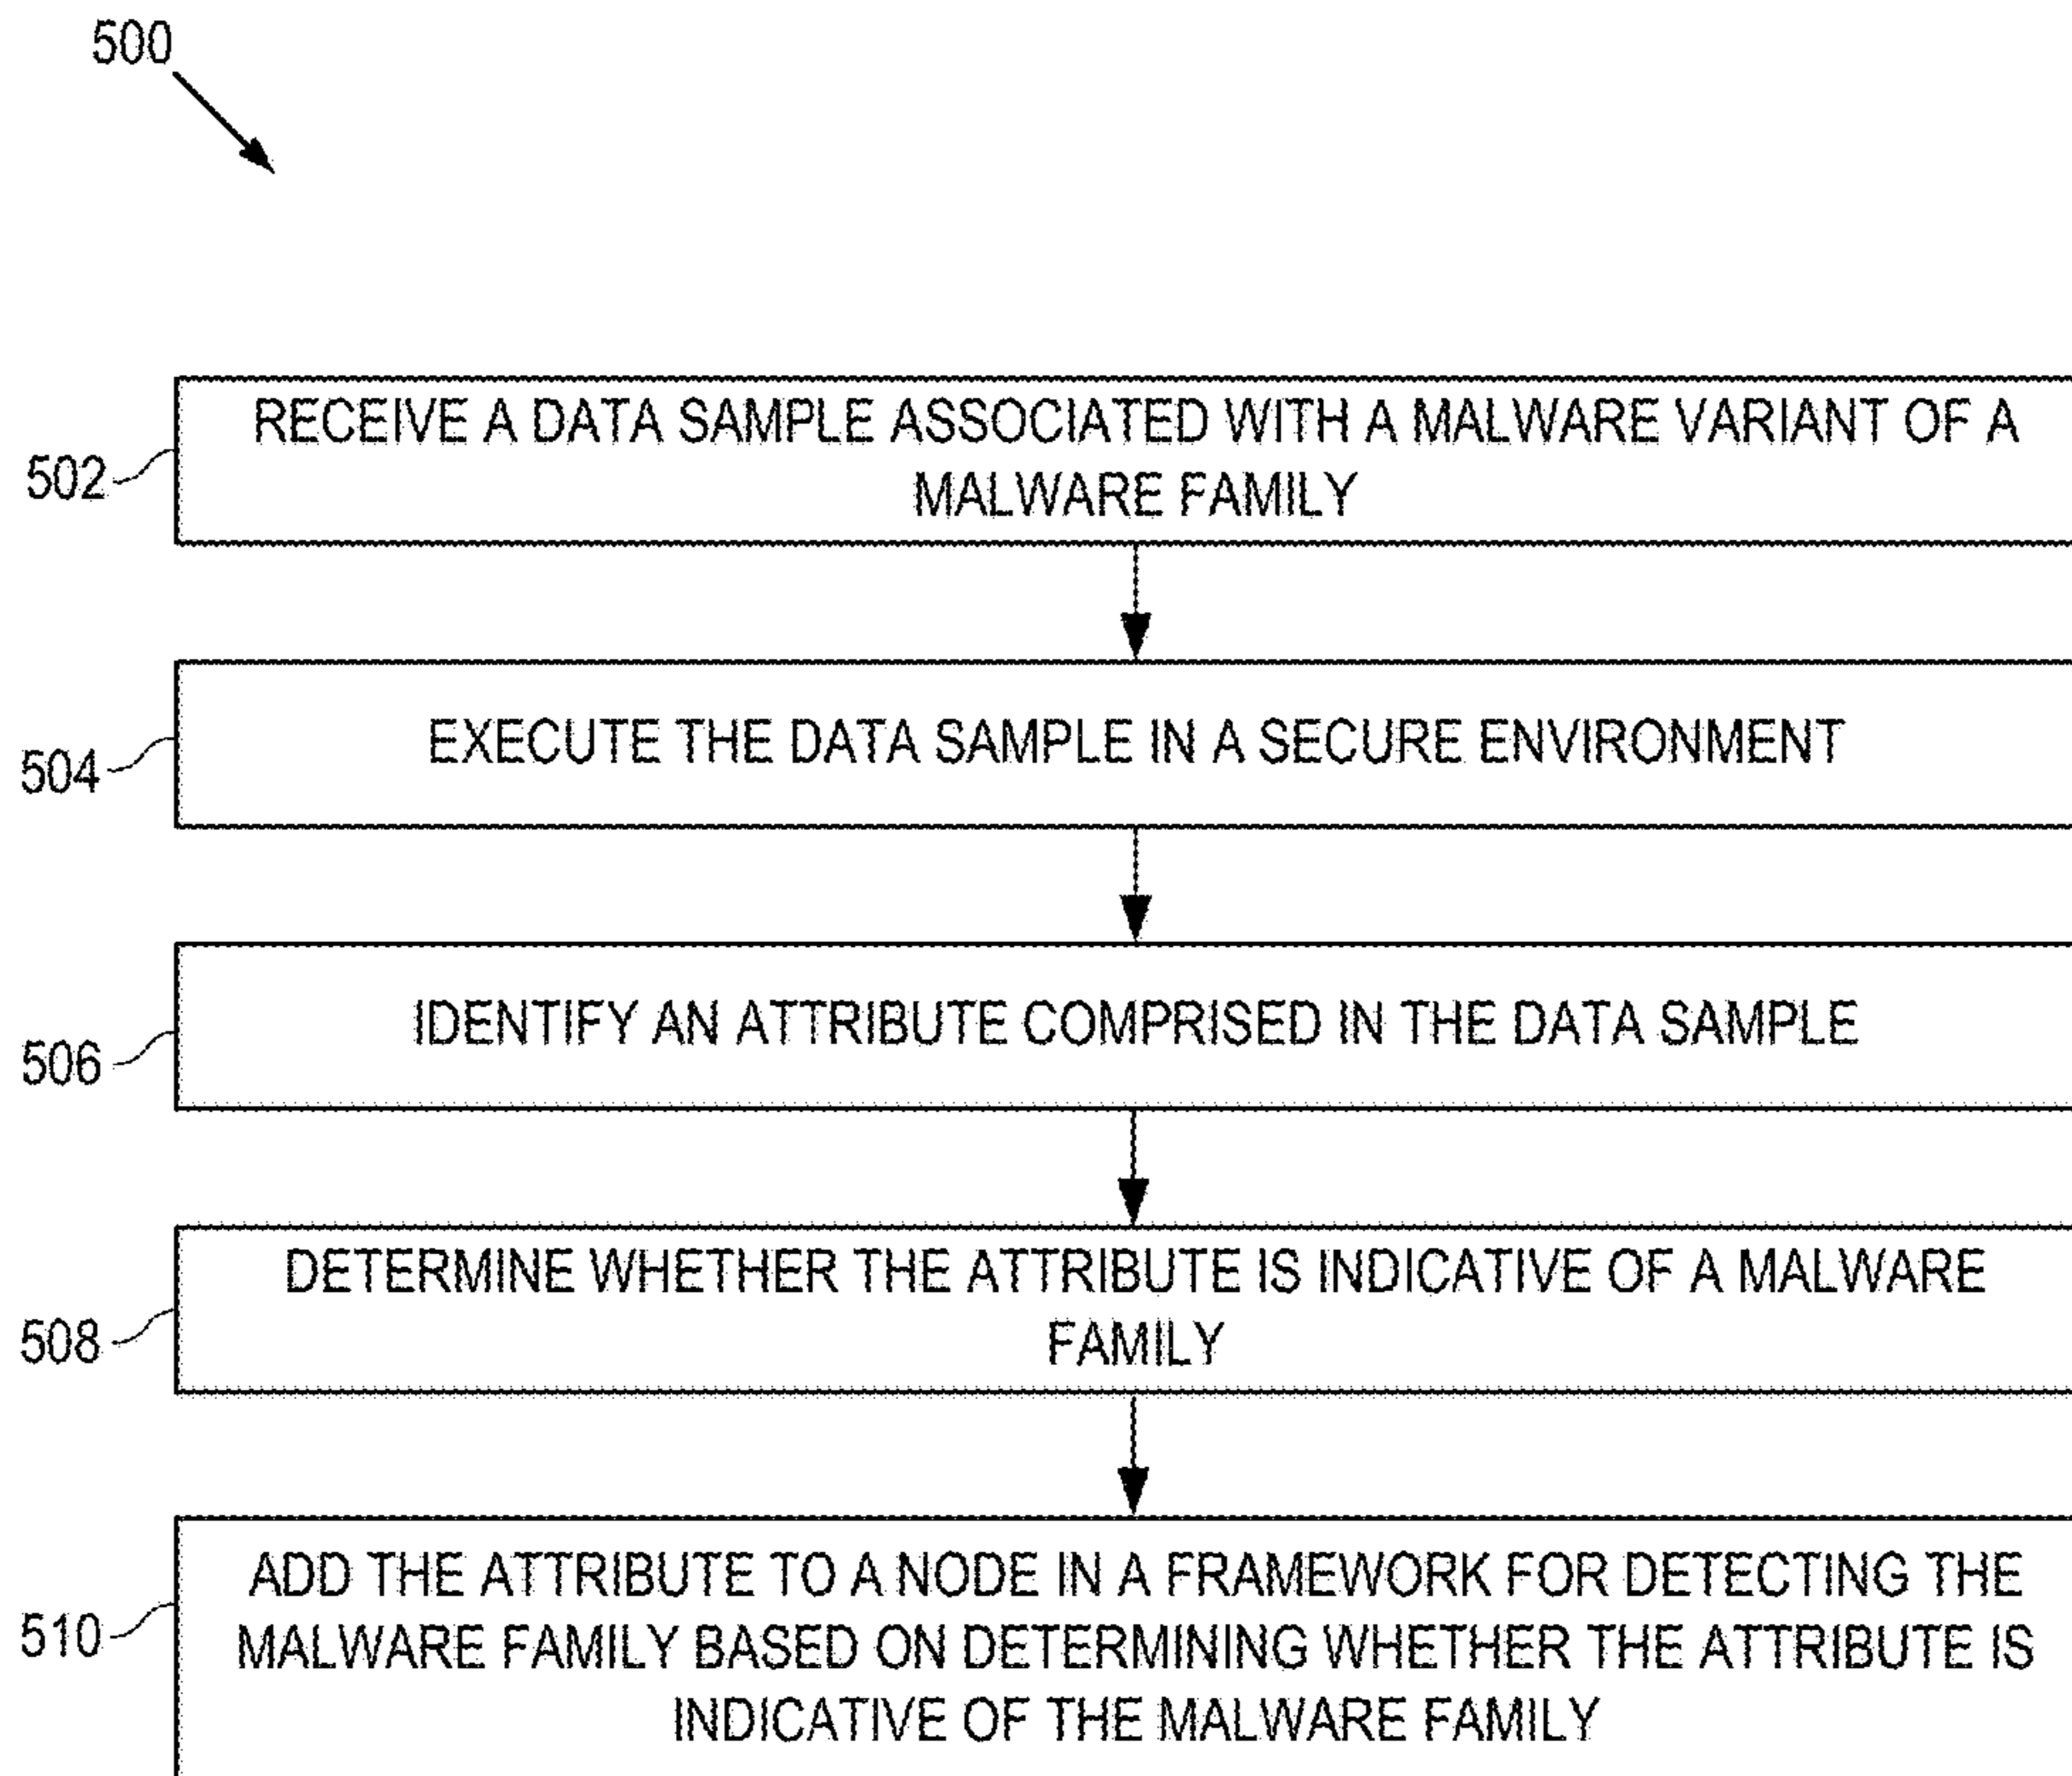 500
502
RECEIVE A DATA SAMPLE ASSOCIATED WITH A MALWARE VARIANT OF A
MALWARE FAMILY
504
EXECUTE THE DATA SAMPLE IN A SECURE ENVIRONMENT
506
IDENTIFY AN ATTRIBUTE COMPRISED IN THE DATA SAMPLE
508
DETERMINE WHETHER THE ATTRIBUTE IS INDICATIVE OF A MALWARE
FAMILY
510
ADD THE ATTRIBUTE TO A NODE IN A FRAMEWORK FOR DETECTING THE
MALWARE FAMILY BASED ON DETERMINING WHETHER THE ATTRIBUTE IS
INDICATIVE OF THE MALWARE FAMILY